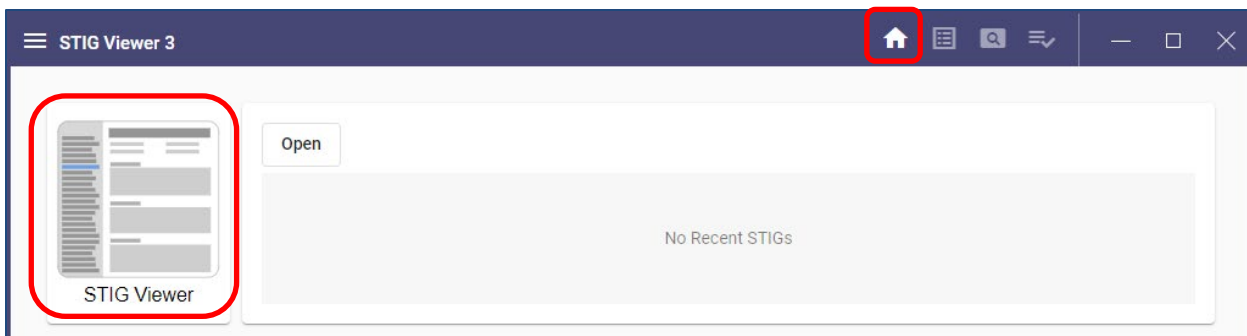 STIG Viewer 3
Open
No Recent STIGs
STIG Viewer